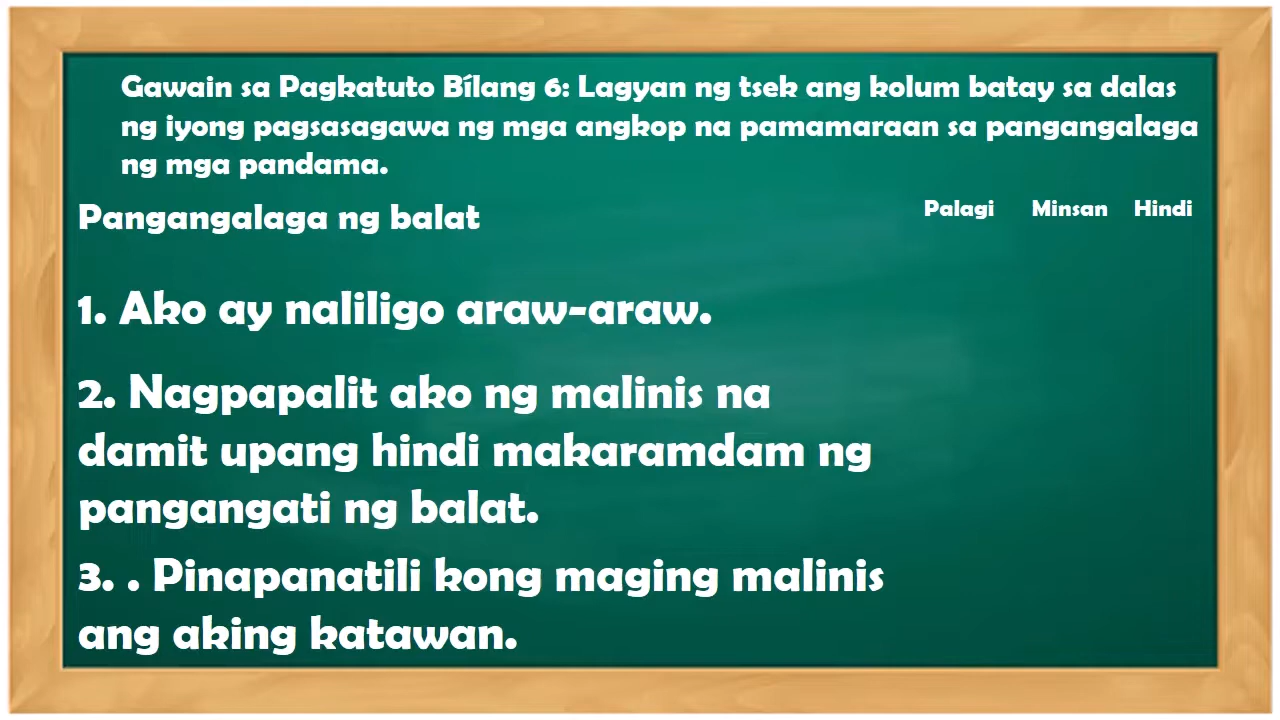 Gawain sa Pagkatuto Bílang 6: Lagyan ng tsek ang kolum batay sa dalas
ng iyong pagsasagawa ng mga angkop na pamamaraan sa pangangalaga
ng mga pandama.
Pangangalaga ng balat
Palagi Minsan Hindi
1. Ako ay naliligo araw-araw.
2. Nagpapalit ako ng malinis na
damit upang hindi makaramdam ng
pangangati ng balat.
3. . Pinapanatili kong maging malinis
ang aking katawan.